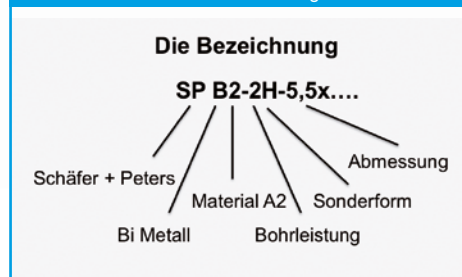 Die Bezeichnung
SP B2-2H-5,5x....
Abmessung
Schäfer + Peters
Material A2 Sonderform
Bi Metall Bohrleistung